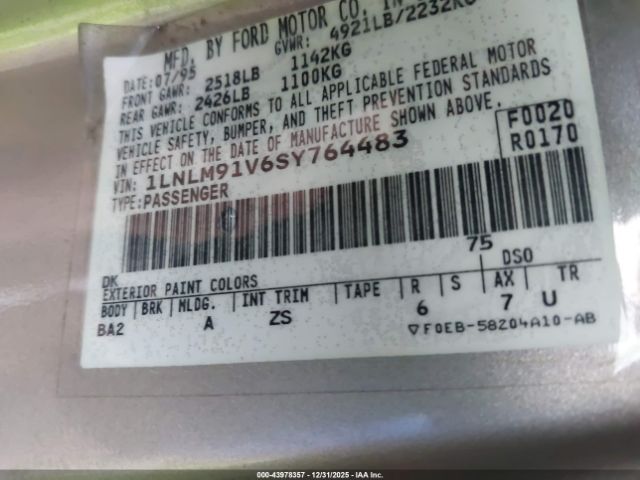 MFD. BY FORD MOTOR CO. IN
GVWR: 4921LB/2232KG
DATE: 07/95
FRONT GAWR: 2518LB 1142KG
REAR GAWR: 2426LB 1100KG
THIS VEHICLE CONFORMS TO ALL APPLICABLE FEDERAL MOTOR
VEHICLE SAFETY, BUMPER, AND THEFT PREVENTION STANDARDS
IN EFFECT ON THE DATE OF MANUFACTURE SHOWN ABOVE.
VIN: 1LNLM91V6SY764483
TYPE: PASSENGER
F0020
R0170
75
DK DSO
EXTERIOR PAINT COLORS
BODY BRK MLDG. INT TRIM TAPE R S AX TR
BA2 A ZS 6 7 U
▽F0EB-58204A10-AB
00-43978357 - 12/31/2025 - IAA Inc.